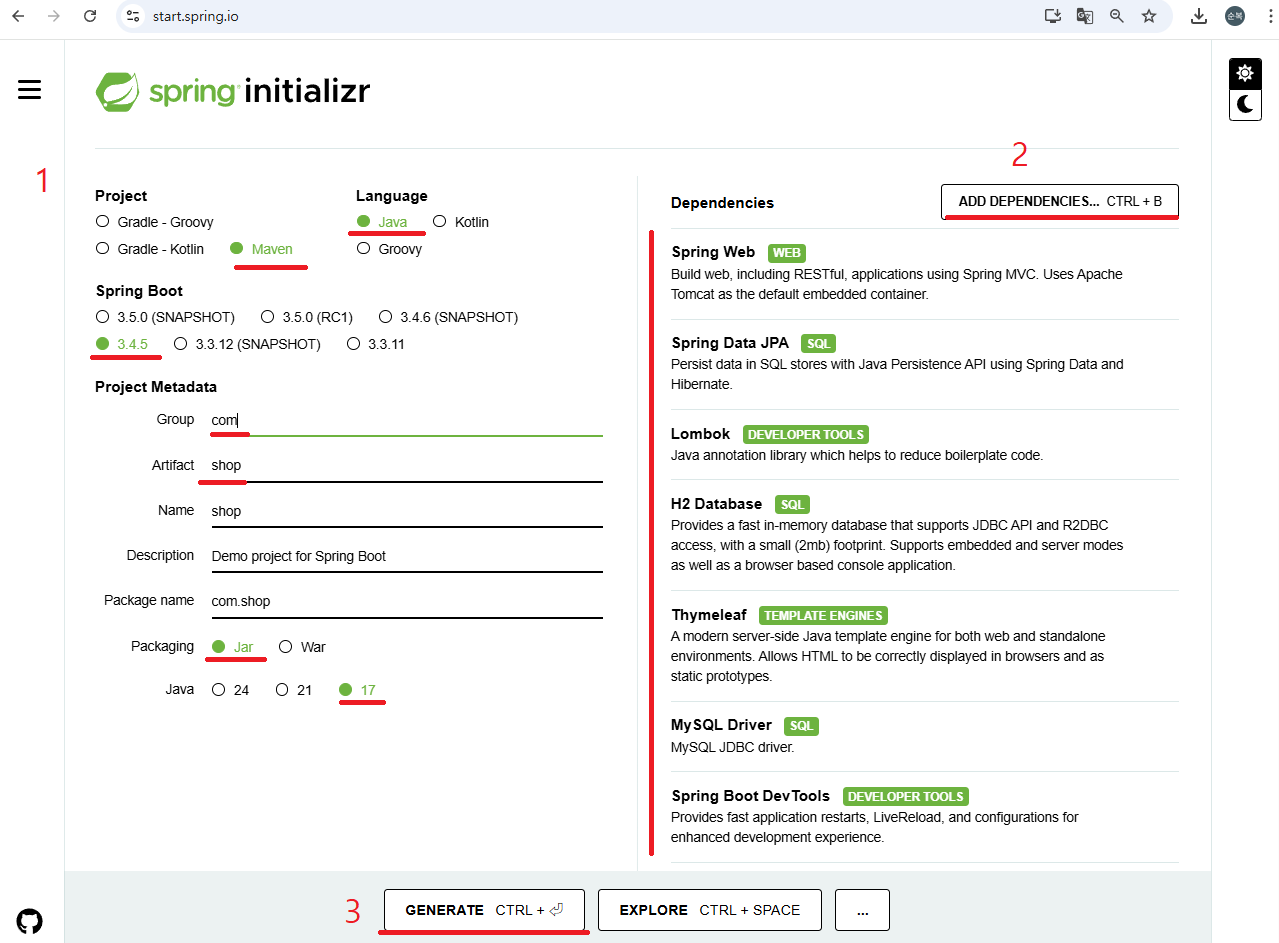 start.spring.io
순복
spring initializr
1
2
Project
Gradle - Groovy
Gradle - Kotlin Maven
Language
Java Kotlin
Groovy
Spring Boot
3.5.0 (SNAPSHOT) 3.5.0 (RC1) 3.4.6 (SNAPSHOT)
3.4.5 3.3.12 (SNAPSHOT) 3.3.11
Project Metadata
Group com
Artifact shop
Name shop
Description Demo project for Spring Boot
Package name com.shop
Packaging Jar War
Java 24 21 17
Dependencies ADD DEPENDENCIES... CTRL + B
Spring Web WEB
Build web, including RESTful, applications using Spring MVC. Uses Apache
Tomcat as the default embedded container.
Spring Data JPA SQL
Persist data in SQL stores with Java Persistence API using Spring Data and
Hibernate.
Lombok DEVELOPER TOOLS
Java annotation library which helps to reduce boilerplate code.
H2 Database SQL
Provides a fast in-memory database that supports JDBC API and R2DBC
access, with a small (2mb) footprint. Supports embedded and server modes
as well as a browser based console application.
Thymeleaf TEMPLATE ENGINES
A modern server-side Java template engine for both web and standalone
environments. Allows HTML to be correctly displayed in browsers and as
static prototypes.
MySQL Driver SQL
MySQL JDBC driver.
Spring Boot DevTools DEVELOPER TOOLS
Provides fast application restarts, LiveReload, and configurations for
enhanced development experience.
3
GENERATE CTRL + ⏎ EXPLORE CTRL + SPACE ...